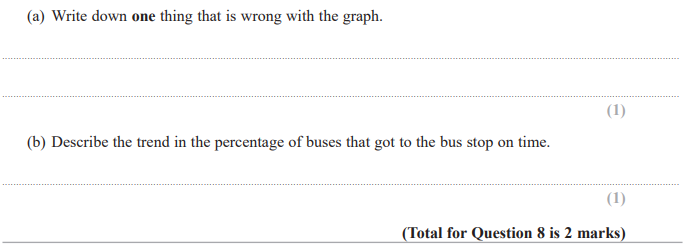 (a) Write down one thing that is wrong with the graph.
(1)
(b) Describe the trend in the percentage of buses that got to the bus stop on time.
(1)
(Total for Question 8 is 2 marks)